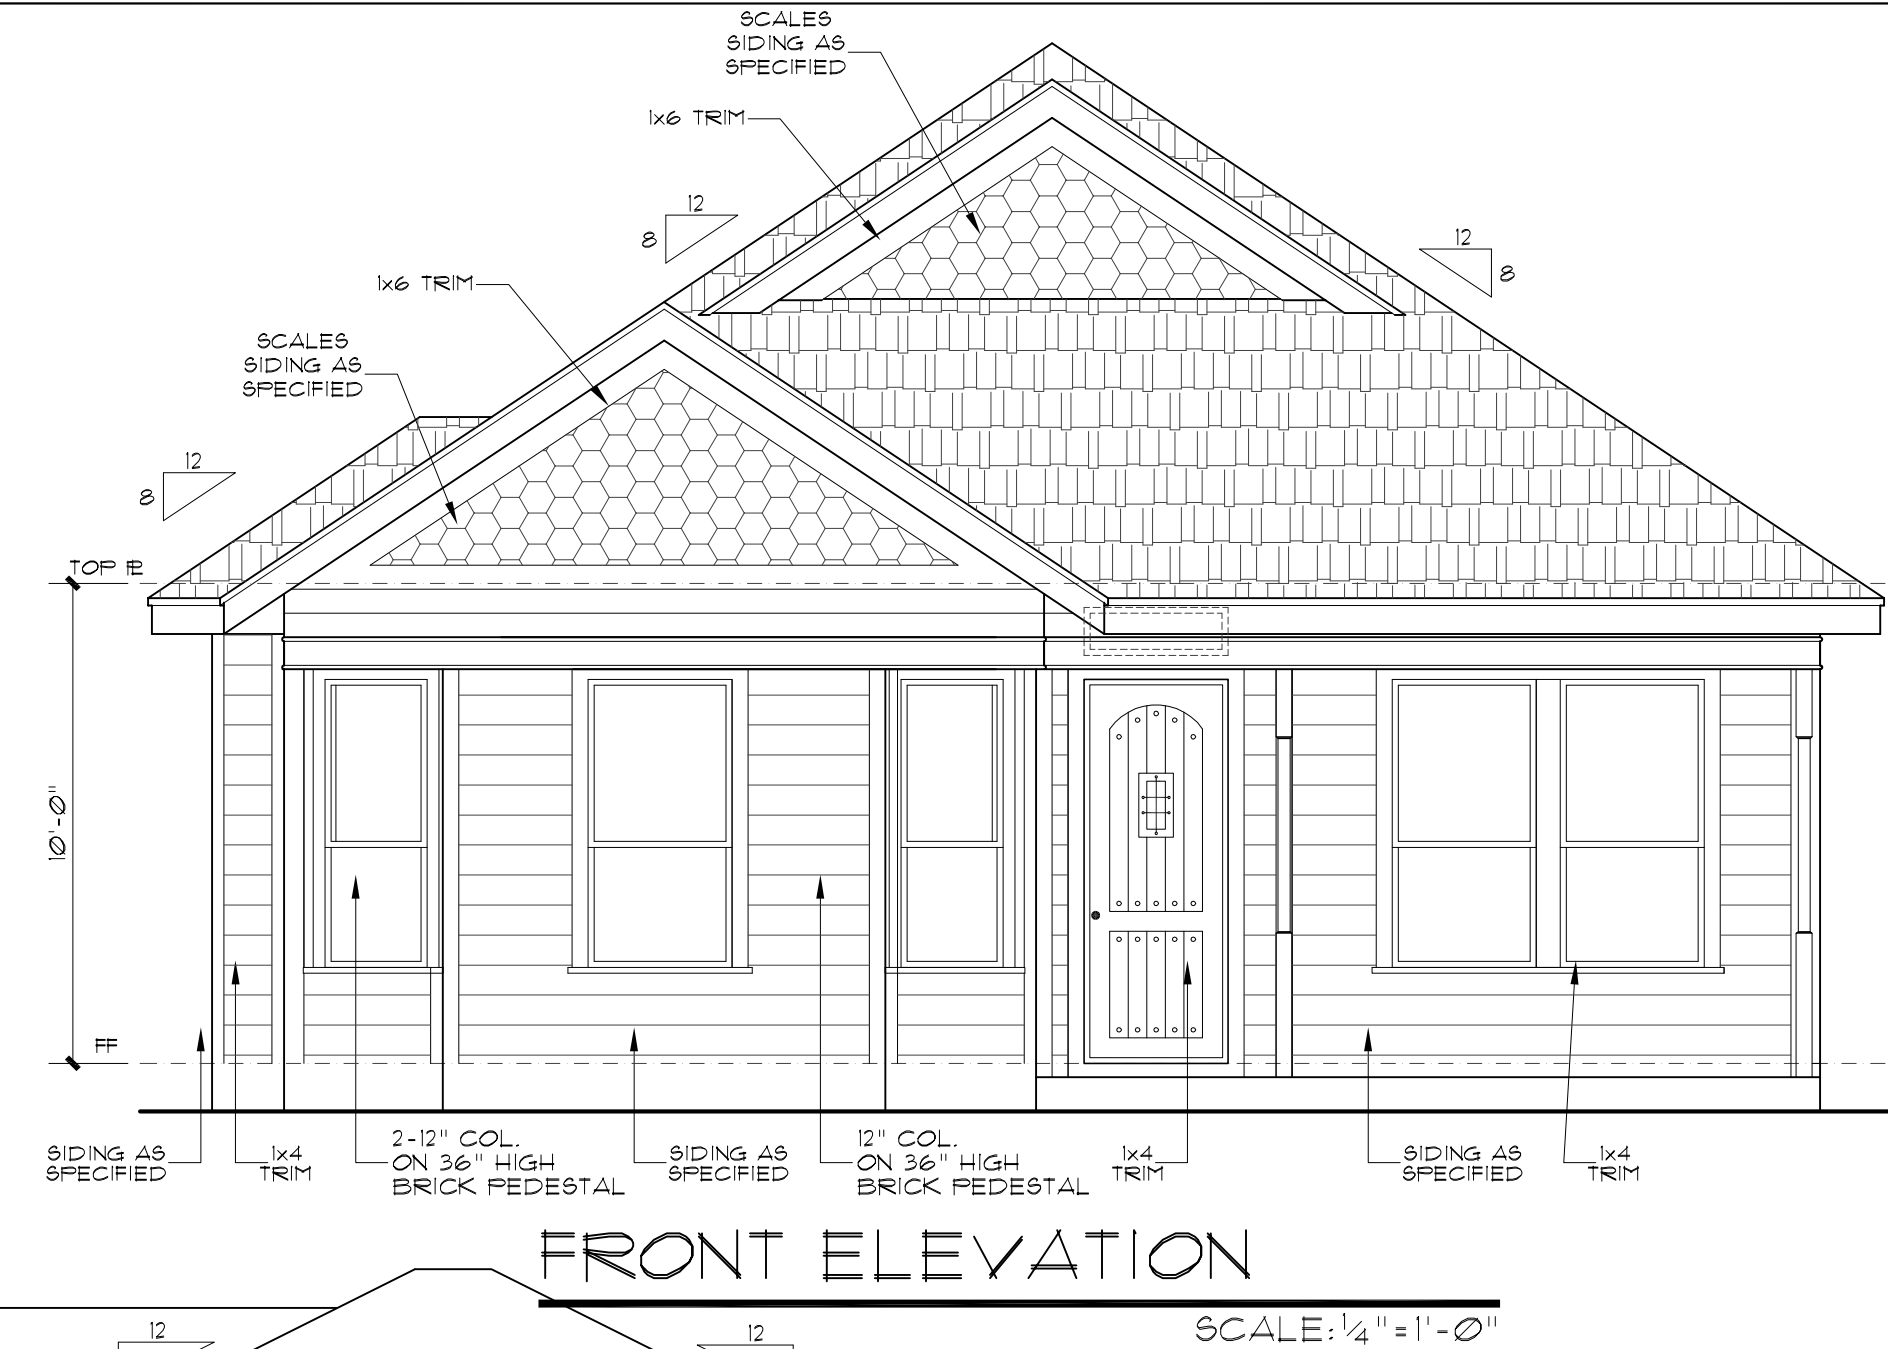 SCALES
SIDING AS
SPECIFIED
1x6 TRIM
12
8
12
8
1x6 TRIM
SCALES
SIDING AS
SPECIFIED
12
8
TOP PL
10'-0"
FF
SIDING AS
SPECIFIED
1x4
TRIM
2-12" COL.
ON 36" HIGH
BRICK PEDESTAL
SIDING AS
SPECIFIED
12" COL.
ON 36" HIGH
BRICK PEDESTAL
1x4
TRIM
SIDING AS
SPECIFIED
1x4
TRIM
FRONT ELEVATION
SCALE: 1/4"=1'-0"
12
12